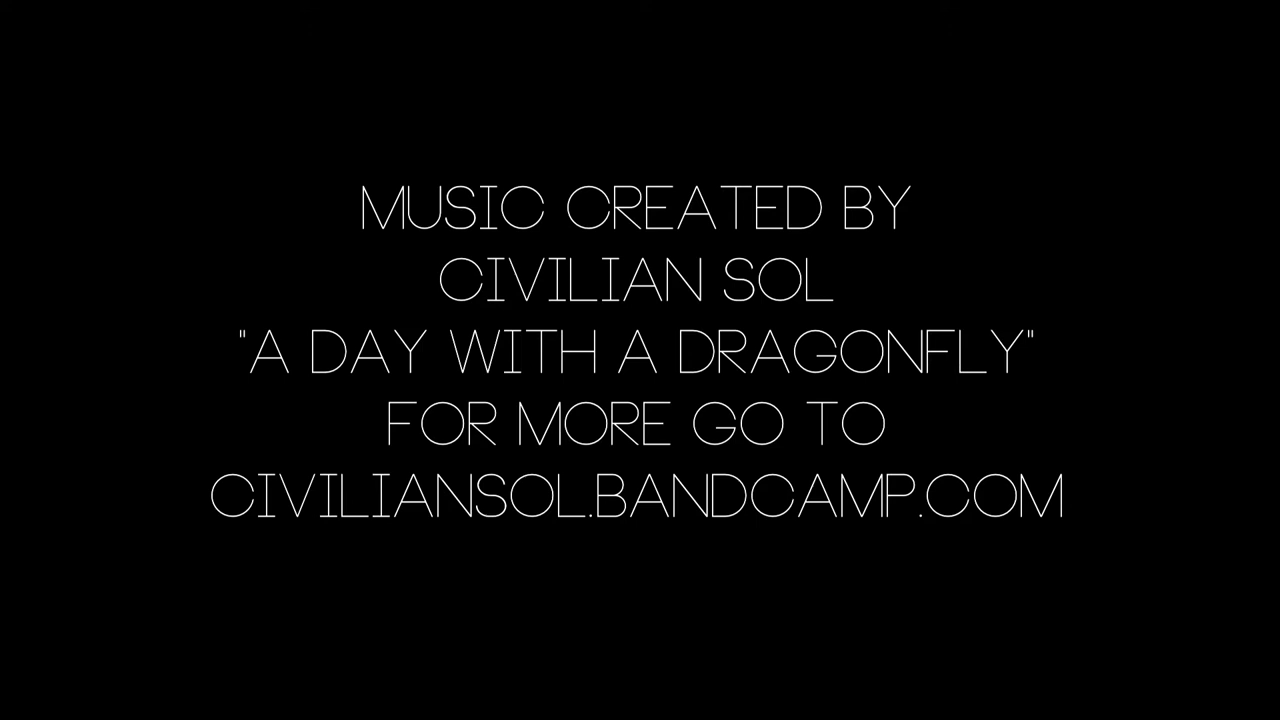 MUSIC CREATED BY
CIVILIAN SOL
"A DAY WITH A DRAGONFLY"
FOR MORE GO TO
CIVILIANSOL.BANDCAMP.COM